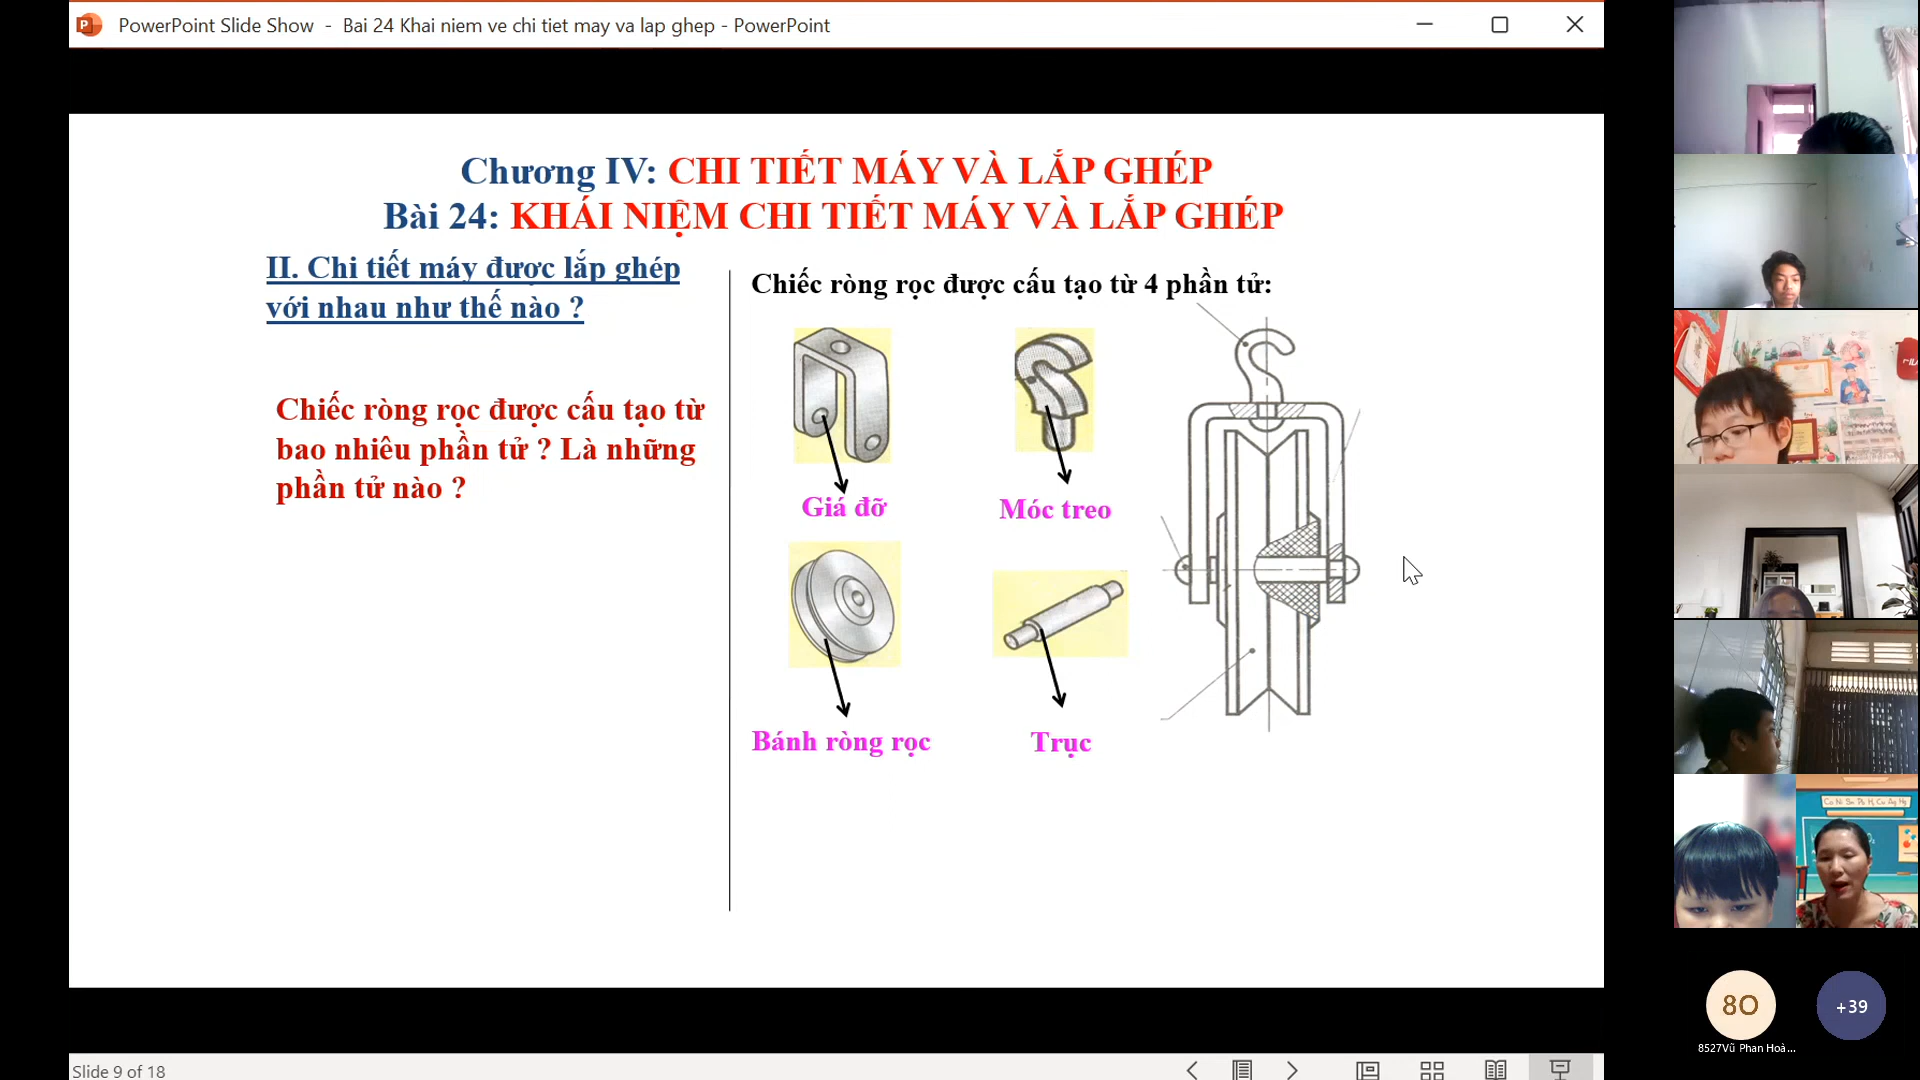 PowerPoint Slide Show - Bai 24 Khai niem ve chi tiet may va lap ghep - PowerPoint
Chương IV: CHI TIẾT MÁY VÀ LẮP GHÉP
Bài 24: KHÁI NIỆM CHI TIẾT MÁY VÀ LẮP GHÉP
II. Chi tiết máy được lắp ghép
với nhau như thế nào ?
Chiếc ròng rọc được cấu tạo từ
bao nhiêu phần tử ? Là những
phần tử nào ?
Chiếc ròng rọc được cấu tạo từ 4 phần tử:
Giá đỡ
Móc treo
Bánh ròng rọc
Trục
8O
+39
8527Vũ Phan Hoà...
Slide 9 of 18